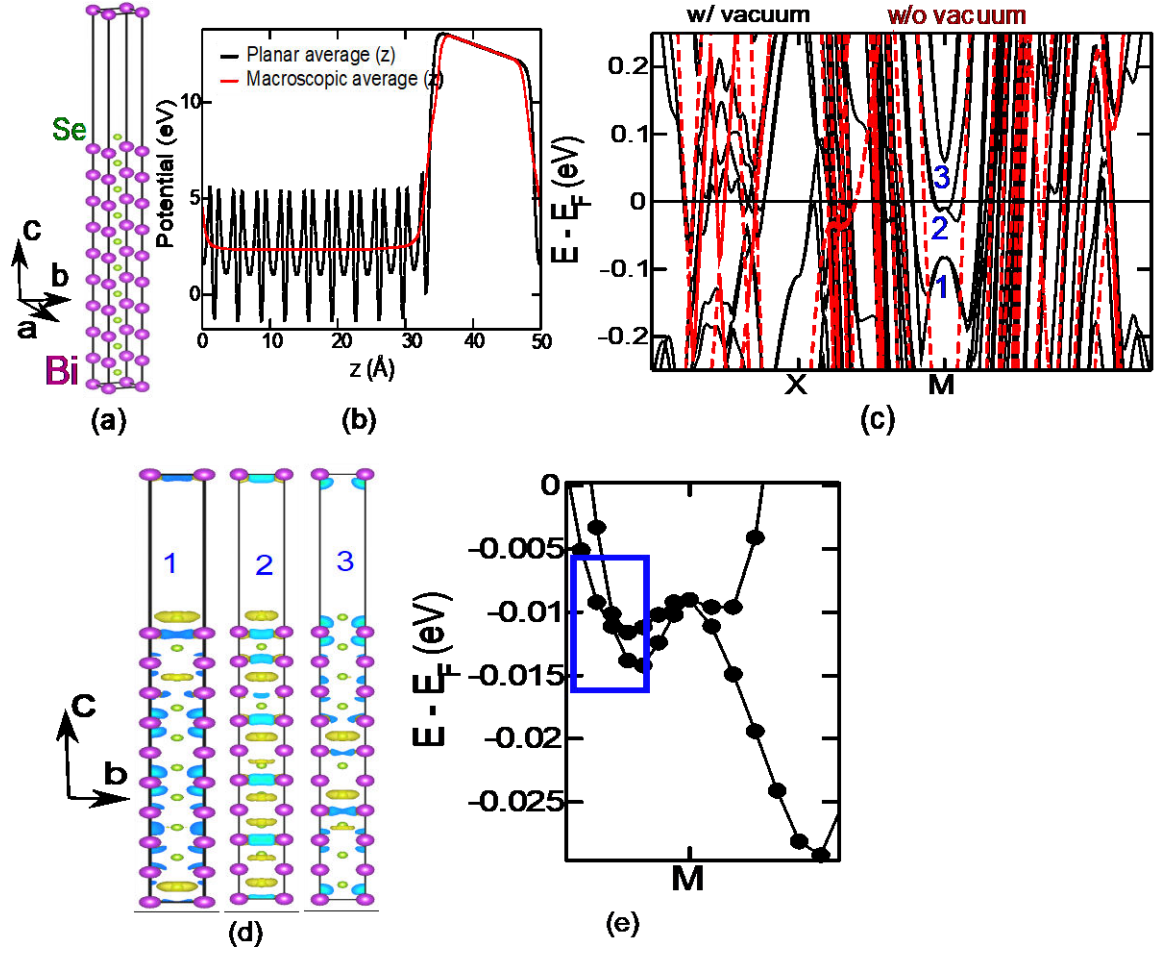 (a)
Se
c
b
a
Bi
Planar average (z)
Macroscopic average (z)
Potential (eV)
10
5
0
0 10 20 30 40 50
z (Å)
(b)
w/ vacuum w/o vacuum
E - E_F (eV)
0.2
0.1
0
-0.1
-0.2
3
2
1
X M
(c)
1 2 3
c
b
(d)
E - E_F (eV)
0
-0.005
-0.01
-0.015
-0.02
-0.025
M
(e)